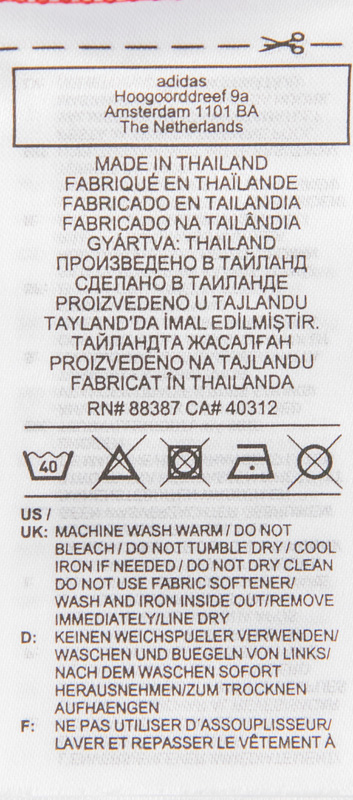 adidas
Hoogoorddreef 9a
Amsterdam 1101 BA
The Netherlands
MADE IN THAILAND
FABRIQUÉ EN THAÏLANDE
FABRICADO EN TAILANDIA
FABRICADO NA TAILÂNDIA
GYÁRTVA: THAILAND
ПРОИЗВЕДЕНО В ТАЙЛАНД
СДЕЛАНО В ТАИЛАНДЕ
PROIZVEDENO U TAJLANDU
TAYLAND'DA İMAL EDİLMİŞTİR.
ТАЙЛАНДТА ЖАСАЛҒАН
PROIZVEDENO NA TAJLANDU
FABRICAT ÎN THAILANDA
RN# 88387 CA# 40312
40
US /
UK: MACHINE WASH WARM / DO NOT
BLEACH / DO NOT TUMBLE DRY / COOL
IRON IF NEEDED / DO NOT DRY CLEAN
DO NOT USE FABRIC SOFTENER/
WASH AND IRON INSIDE OUT/REMOVE
IMMEDIATELY/LINE DRY
D: KEINEN WEICHSPUELER VERWENDEN/
WASCHEN UND BUEGELN VON LINKS/
NACH DEM WASCHEN SOFORT
HERAUSNEHMEN/ZUM TROCKNEN
AUFHAENGEN
F: NE PAS UTILISER D´ASSOUPLISSEUR/
LAVER ET REPASSER LE VÊTEMENT À